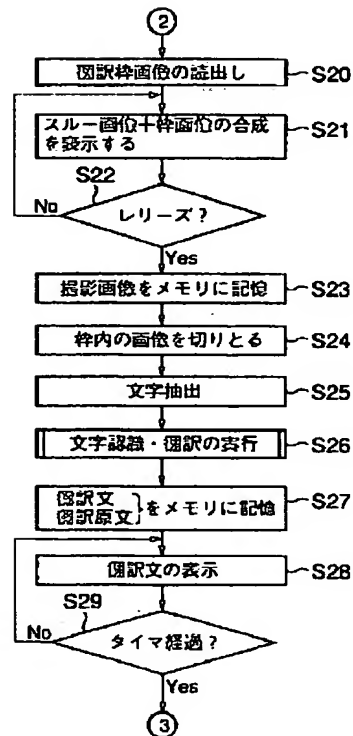 ②
翻訳枠画像の読出し
S20
スルー画像+枠画像の合成
を表示する
S21
S22
レリーズ?
No
Yes
撮影画像をメモリに記憶
S23
枠内の画像を切りとる
S24
文字抽出
S25
文字認識・翻訳の実行
S26
翻訳文
翻訳原文
}をメモリに記憶
S27
翻訳文の表示
S28
S29
タイマ経過?
No
Yes
③